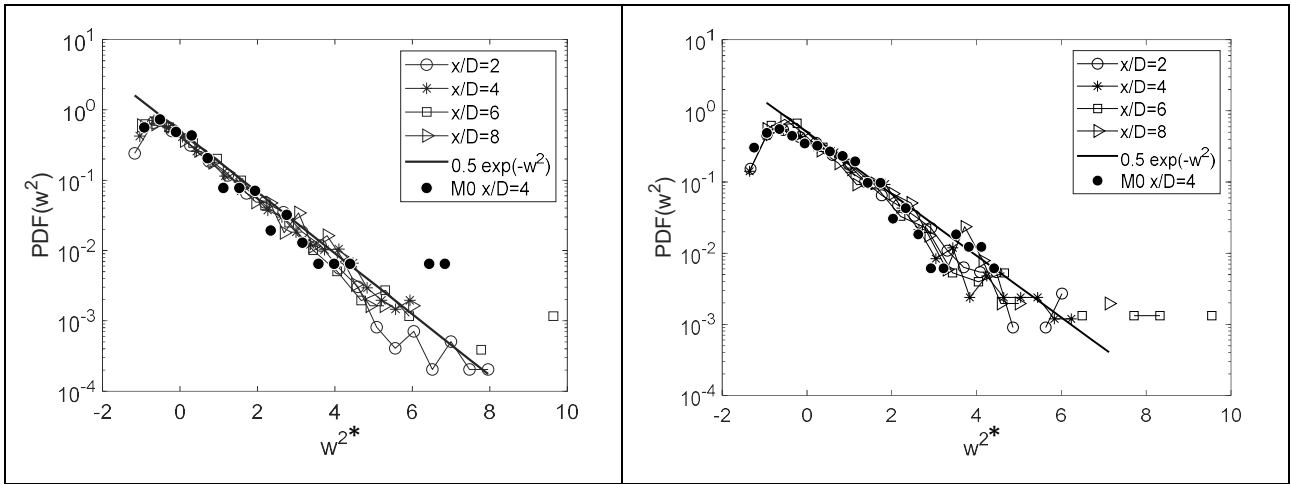 10^1
10^0
10^-1
10^-2
10^-3
10^-4
PDF(w^2)
-2 0 2 4 6 8 10
w^2*
x/D=2
x/D=4
x/D=6
x/D=8
0.5 exp(-w^2)
M0 x/D=4
10^1
10^0
10^-1
10^-2
10^-3
10^-4
PDF(w^2)
-2 0 2 4 6 8 10
w^2*
x/D=2
x/D=4
x/D=6
x/D=8
0.5 exp(-w^2)
M0 x/D=4